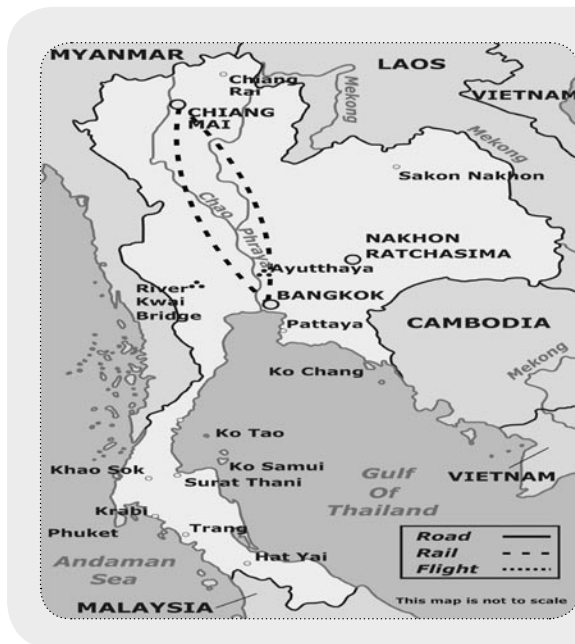 MYANMAR
LAOS
Chiang
Rai
Mekong
VIETNAM
CHIANG
MAI
Mekong
Sakon Nakhon
Chao
Phraya
NAKHON
RATCHASIMA
Ayutthaya
River
Kwai
Bridge
BANGKOK
Pattaya
CAMBODIA
Mekong
Ko Chang
Ko Tao
Ko Samui
Khao Sok
Surat Thani
VIETNAM
Gulf
Of
Thailand
Krabi
Phuket
Trang
Hat Yai
Andaman
Sea
MALAYSIA
Road
Rail
Flight
This map is not to scale